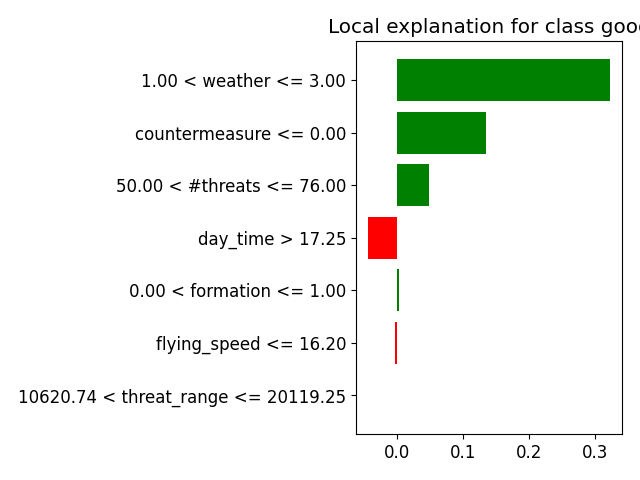 Local explanation for class goo
1.00 < weather <= 3.00
countermeasure <= 0.00
50.00 < #threats <= 76.00
day_time > 17.25
0.00 < formation <= 1.00
flying_speed <= 16.20
10620.74 < threat_range <= 20119.25
0.0 0.1 0.2 0.3